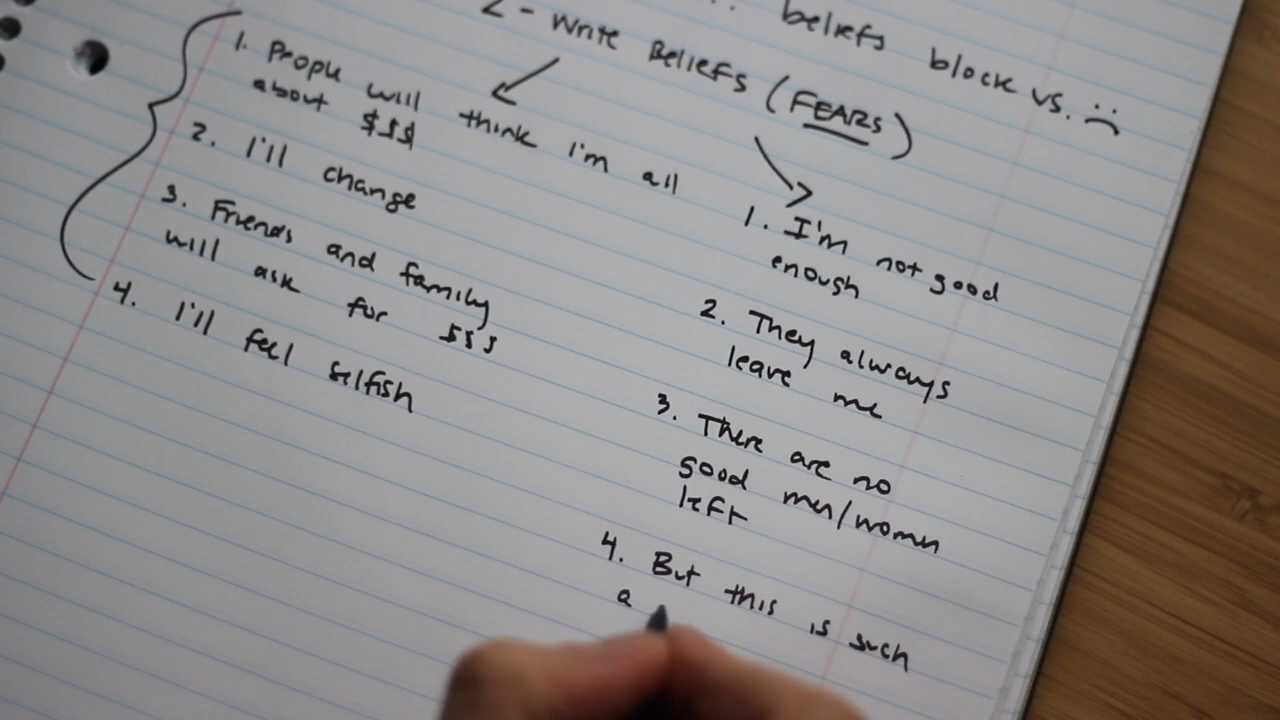 beliefs block vs. :(
2 - Write Beliefs (FEARS)
1. People will think I'm all
about $$$
2. I'll change
3. Friends and family
will ask for $$$
4. I'll feel selfish
1. I'm not good
enough
2. They always
leave me
3. There are no
good men/women
left
4. But this is such
a